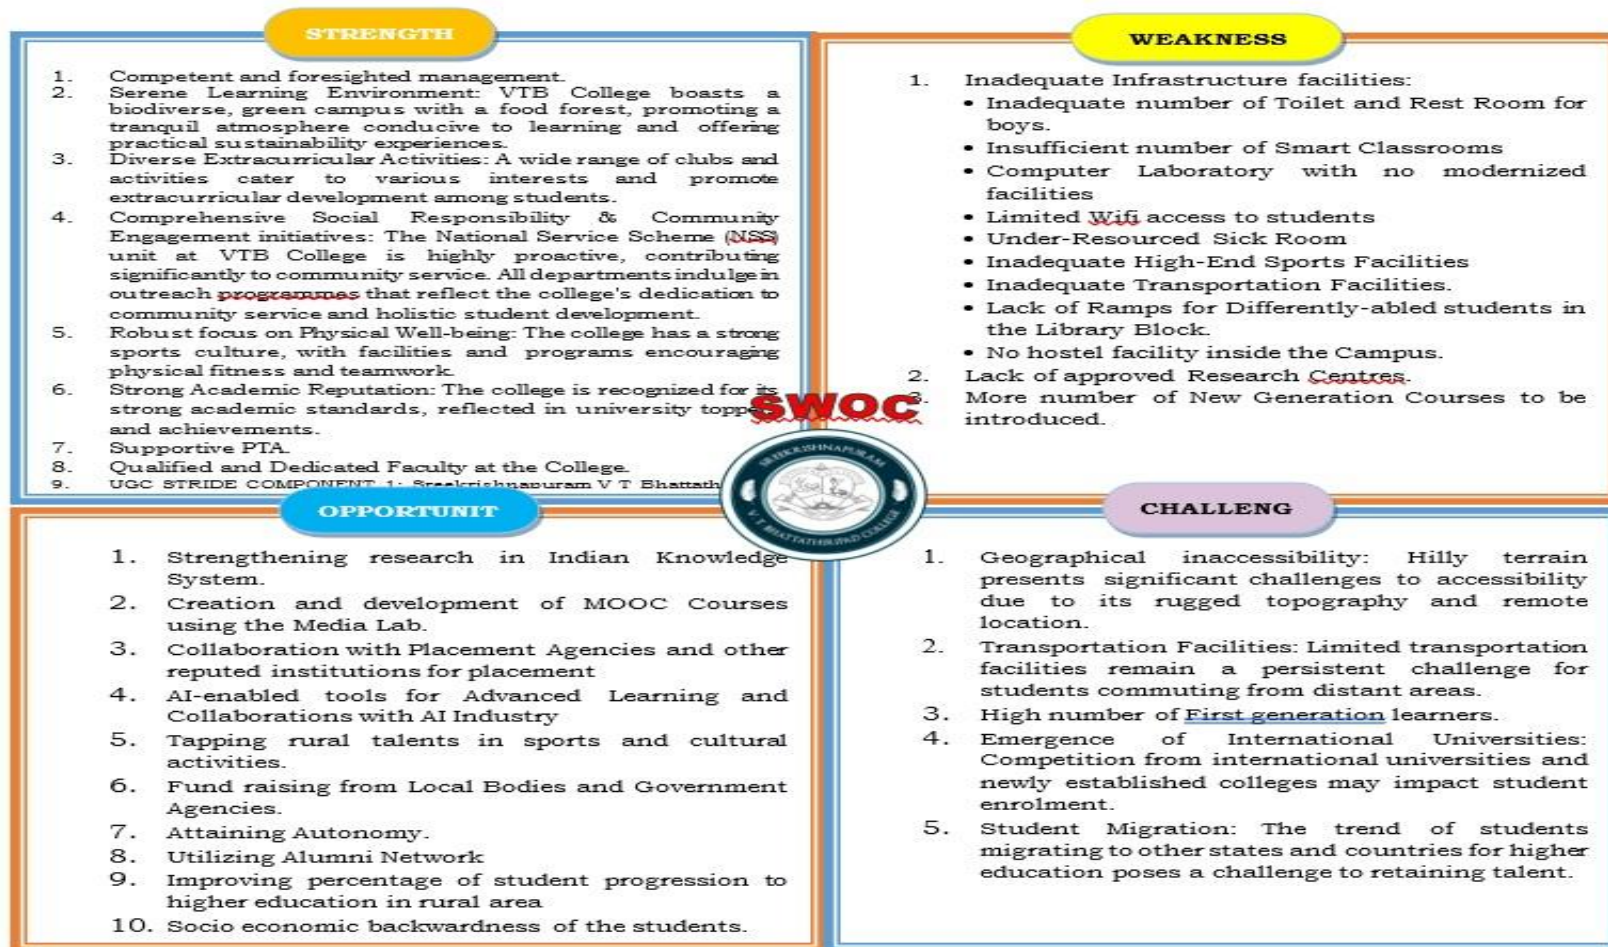 STRENGTH
1. Competent and foresighted management.
2. Serene Learning Environment: VTB College boasts a
biodiverse, green campus with a food forest, promoting a
tranquil atmosphere conducive to learning and offering
practical sustainability experiences.
3. Diverse Extracurricular Activities: A wide range of clubs and
activities cater to various interests and promote
extracurricular development among students.
4. Comprehensive Social Responsibility & Community
Engagement initiatives: The National Service Scheme (NSS)
unit at VTB College is highly proactive, contributing
significantly to community service. All departments indulge in
outreach programmes that reflect the college's dedication to
community service and holistic student development.
5. Robust focus on Physical Well-being: The college has a strong
sports culture, with facilities and programs encouraging
physical fitness and teamwork.
6. Strong Academic Reputation: The college is recognized for its
strong academic standards, reflected in university toppers
and achievements.
7. Supportive PTA.
8. Qualified and Dedicated Faculty at the College.
9. UGC STRIDE COMPONENT 1: Sreekrishnapuram V T Bhattath
WEAKNESS
1. Inadequate Infrastructure facilities:
• Inadequate number of Toilet and Rest Room for
boys.
• Insufficient number of Smart Classrooms
• Computer Laboratory with no modernized
facilities
• Limited Wifi access to students
• Under-Resourced Sick Room
• Inadequate High-End Sports Facilities
• Inadequate Transportation Facilities.
• Lack of Ramps for Differently-abled students in
the Library Block.
• No hostel facility inside the Campus.
2. Lack of approved Research Centres.
3. More number of New Generation Courses to be
introduced.
SWOC
SREEKRISHNAPURAM
V T BHATTATHIRIPAD COLLEGE
OPPORTUNIT
1. Strengthening research in Indian Knowledge
System.
2. Creation and development of MOOC Courses
using the Media Lab.
3. Collaboration with Placement Agencies and other
reputed institutions for placement
4. AI-enabled tools for Advanced Learning and
Collaborations with AI Industry
5. Tapping rural talents in sports and cultural
activities.
6. Fund raising from Local Bodies and Government
Agencies.
7. Attaining Autonomy.
8. Utilizing Alumni Network
9. Improving percentage of student progression to
higher education in rural area
10. Socio economic backwardness of the students.
CHALLENG
1. Geographical inaccessibility: Hilly terrain
presents significant challenges to accessibility
due to its rugged topography and remote
location.
2. Transportation Facilities: Limited transportation
facilities remain a persistent challenge for
students commuting from distant areas.
3. High number of First generation learners.
4. Emergence of International Universities:
Competition from international universities and
newly established colleges may impact student
enrolment.
5. Student Migration: The trend of students
migrating to other states and countries for higher
education poses a challenge to retaining talent.